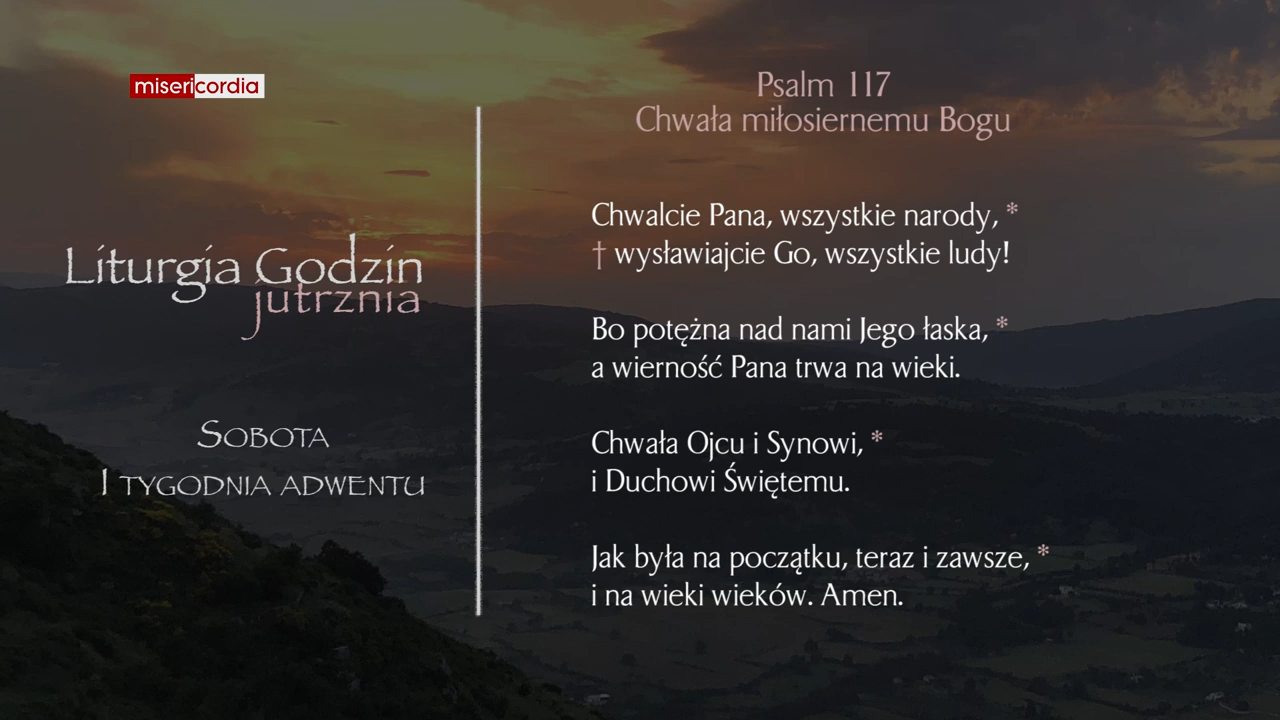 misericordia
Liturgia Godzin
jutrznia
Sobota
I tygodnia adwentu
Psalm 117
Chwała miłosiernemu Bogu
Chwalcie Pana, wszystkie narody, *
† wysławiajcie Go, wszystkie ludy!
Bo potężna nad nami Jego łaska, *
a wierność Pana trwa na wieki.
Chwała Ojcu i Synowi, *
i Duchowi Świętemu.
Jak była na początku, teraz i zawsze, *
i na wieki wieków. Amen.